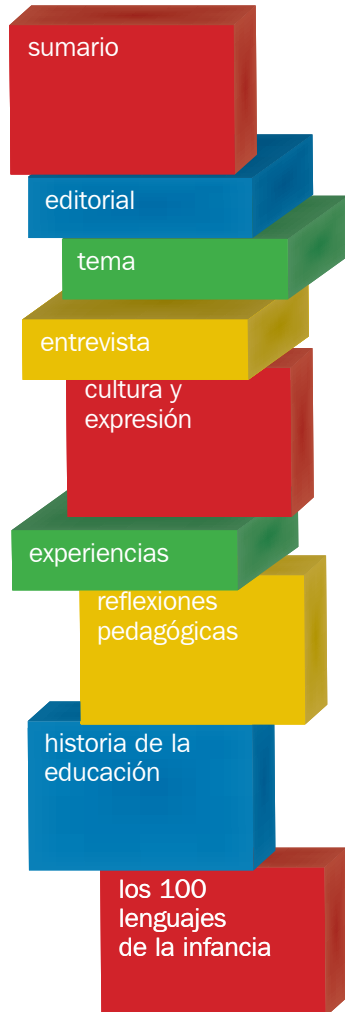 sumario
editorial
tema
entrevista
cultura y
expresión
experiencias
reflexiones
pedagógicas
historia de la
educación
los 100
lenguajes
de la infancia